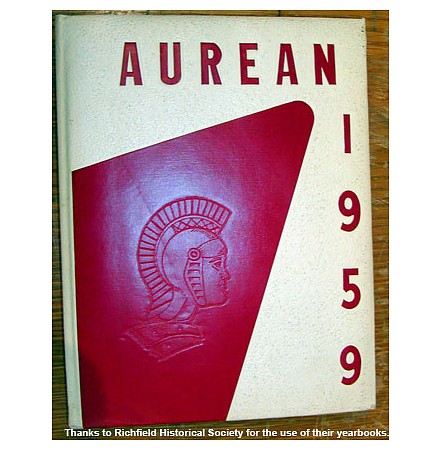 AUREAN
1959
Thanks to Richfield Historical Society for the use of their yearbooks.